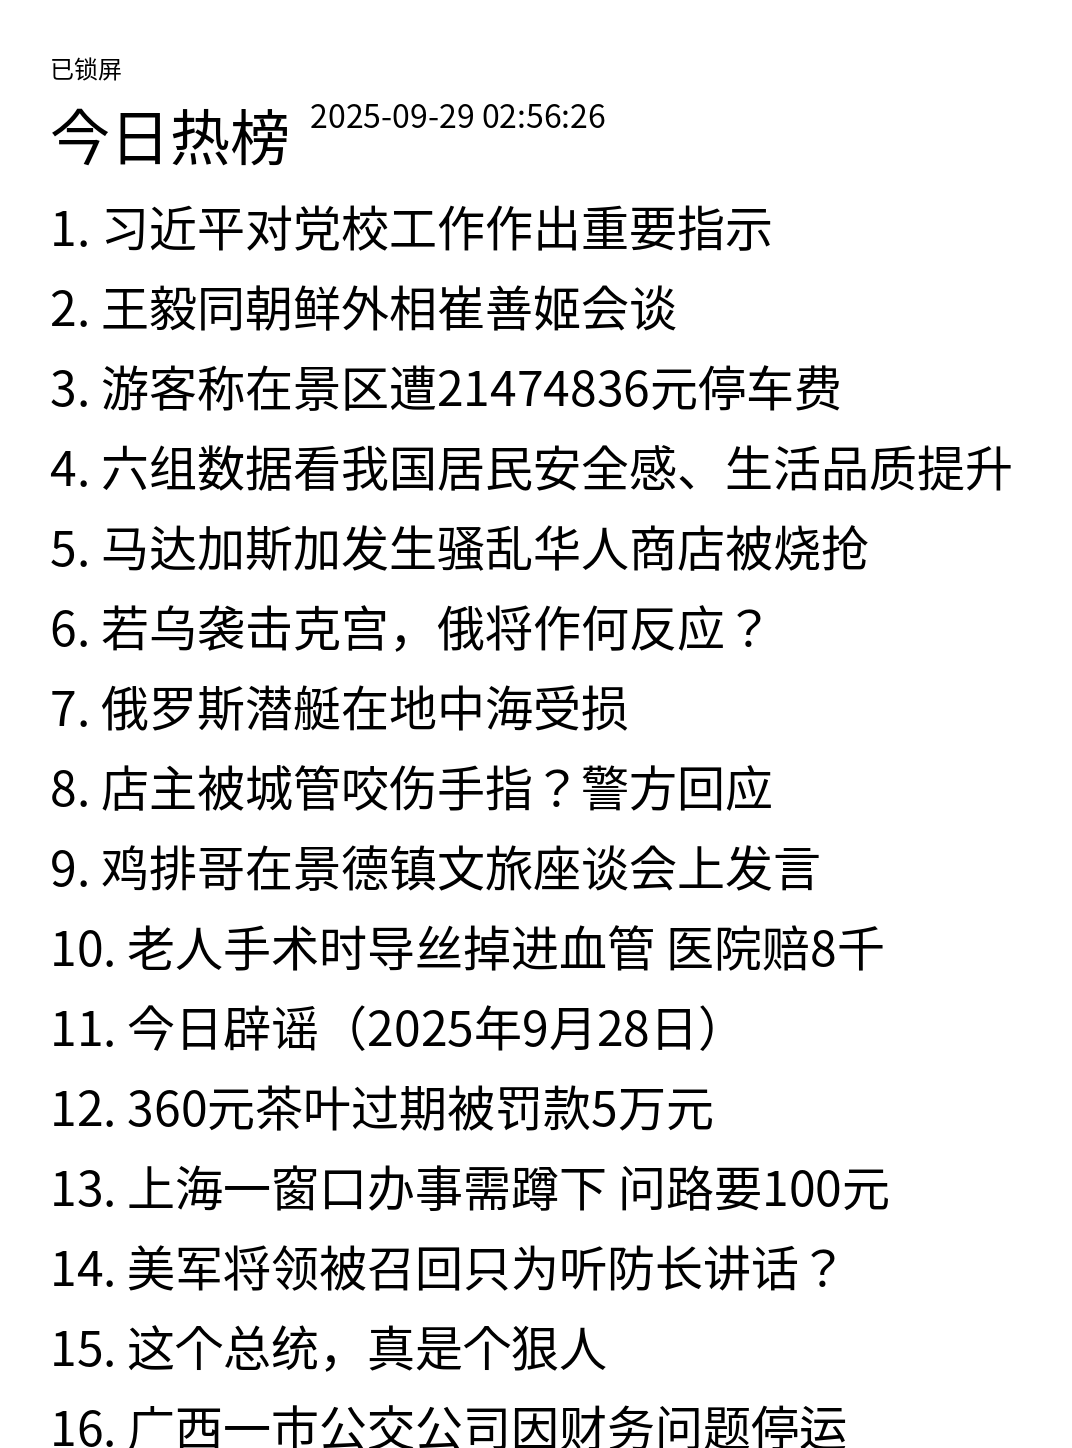 已锁屏
今日热榜 2025-09-29 02:56:26
1. 习近平对党校工作作出重要指示
2. 王毅同朝鲜外相崔善姬会谈
3. 游客称在景区遭21474836元停车费
4. 六组数据看我国居民安全感、生活品质提升
5. 马达加斯加发生骚乱华人商店被烧抢
6. 若乌袭击克宫，俄将作何反应？
7. 俄罗斯潜艇在地中海受损
8. 店主被城管咬伤手指？警方回应
9. 鸡排哥在景德镇文旅座谈会上发言
10. 老人手术时导丝掉进血管 医院赔8千
11. 今日辟谣（2025年9月28日）
12. 360元茶叶过期被罚款5万元
13. 上海一窗口办事需蹲下 问路要100元
14. 美军将领被召回只为听防长讲话？
15. 这个总统，真是个狠人
16. 广西一市公交公司因财务问题停运